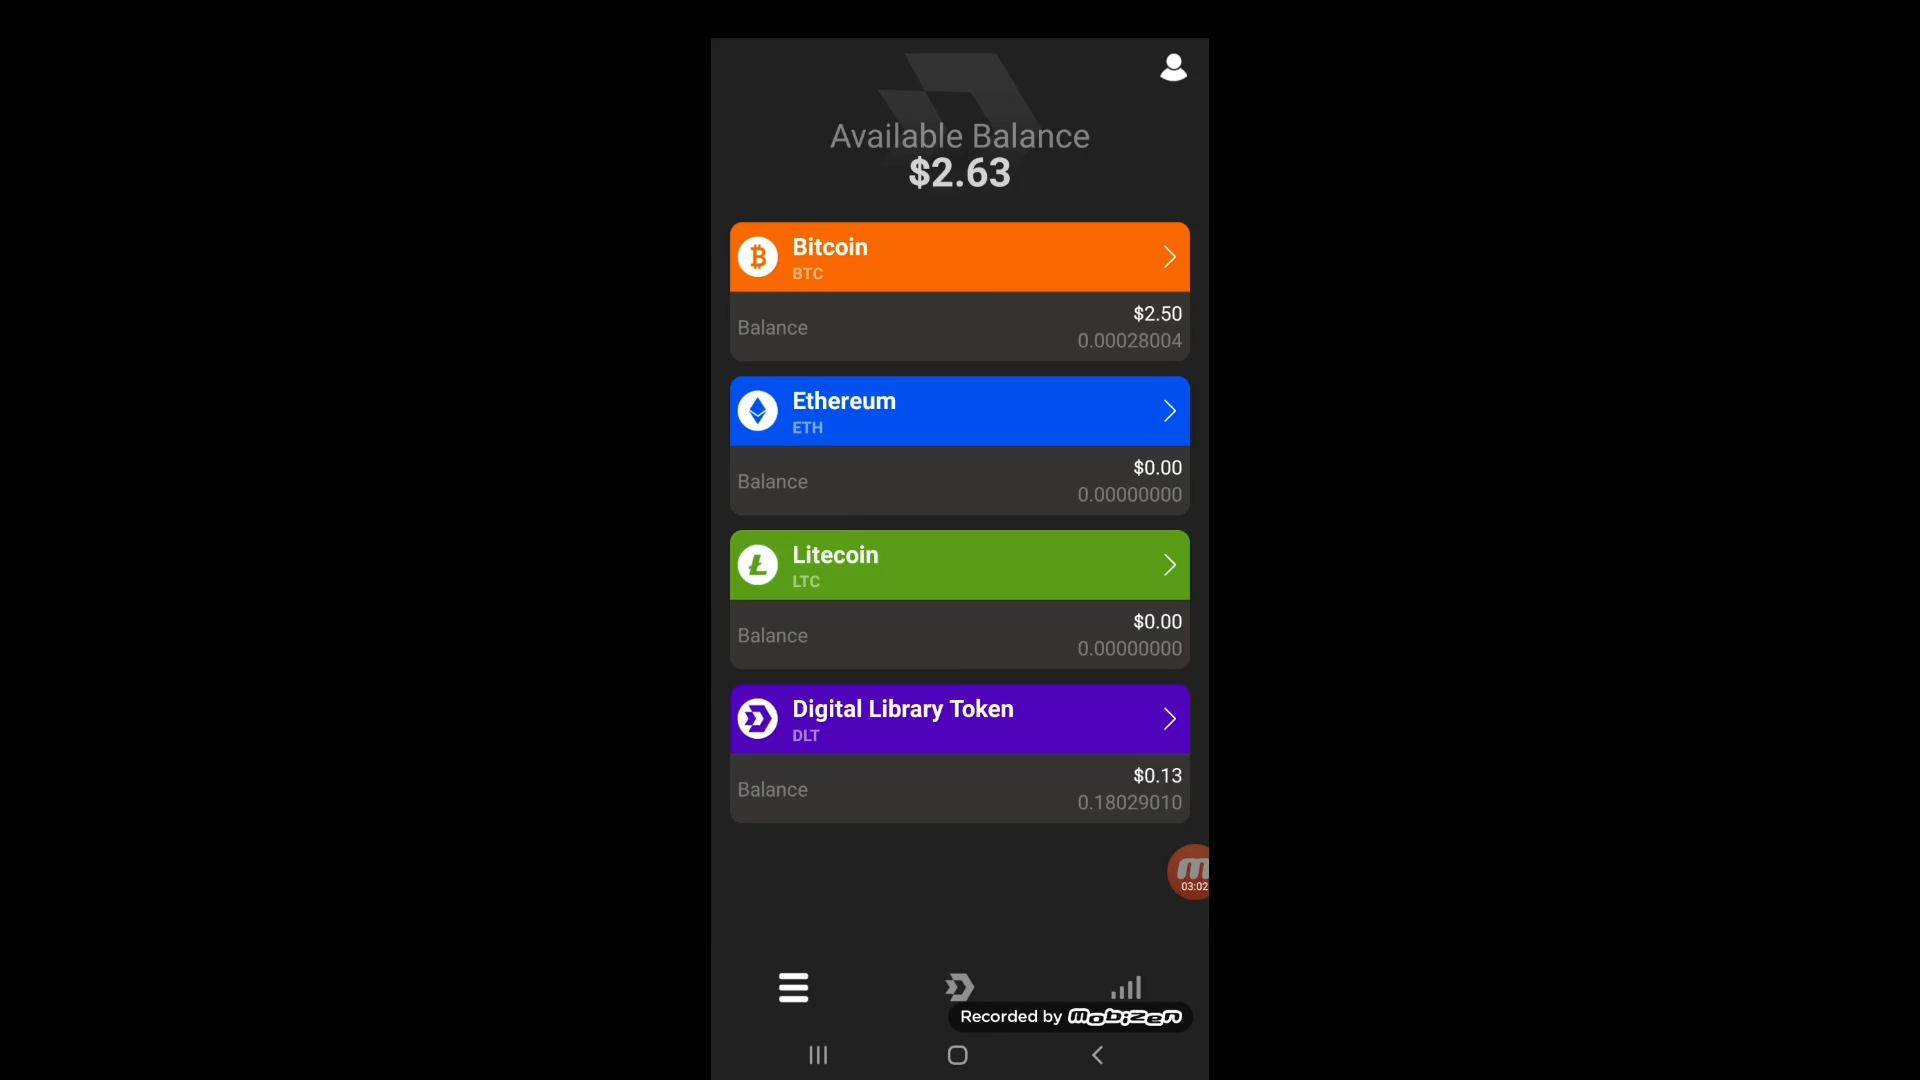 Available Balance
$2.63
Bitcoin
BTC
Balance
$2.50
0.00028004
Ethereum
ETH
Balance
$0.00
0.00000000
Litecoin
LTC
Balance
$0.00
0.00000000
Digital Library Token
DLT
Balance
$0.13
0.18029010
03:02
Recorded by mobizen